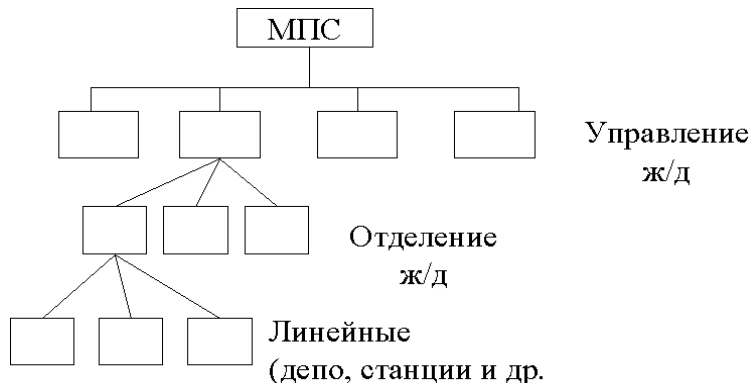 МПС
Управление
ж/д
Отделение
ж/д
Линейные
(депо, станции и др.